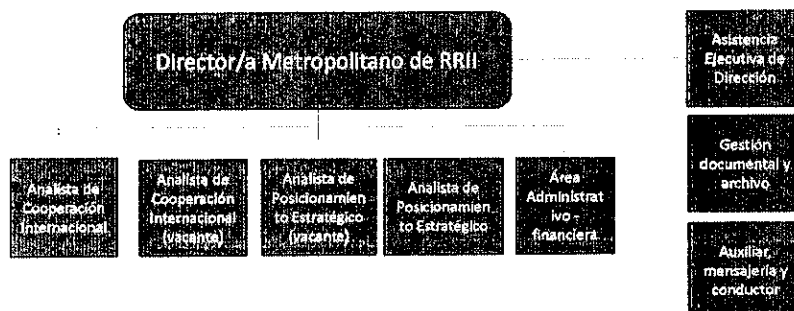 Director/a Metropolitano de RRII
Asistencia
Ejecutiva de
Dirección
Gestión
documental y
archivo
Auxiliar,
mensajería y
conductor
Analista de
Cooperación
Internacional
Analista de
Cooperación
Internacional
(vacante)
Analista de
Posicionamien
to Estratégico
(vacante)
Analista de
Posicionamien
to Estratégico
Área
Administrat
ivo -
financiera